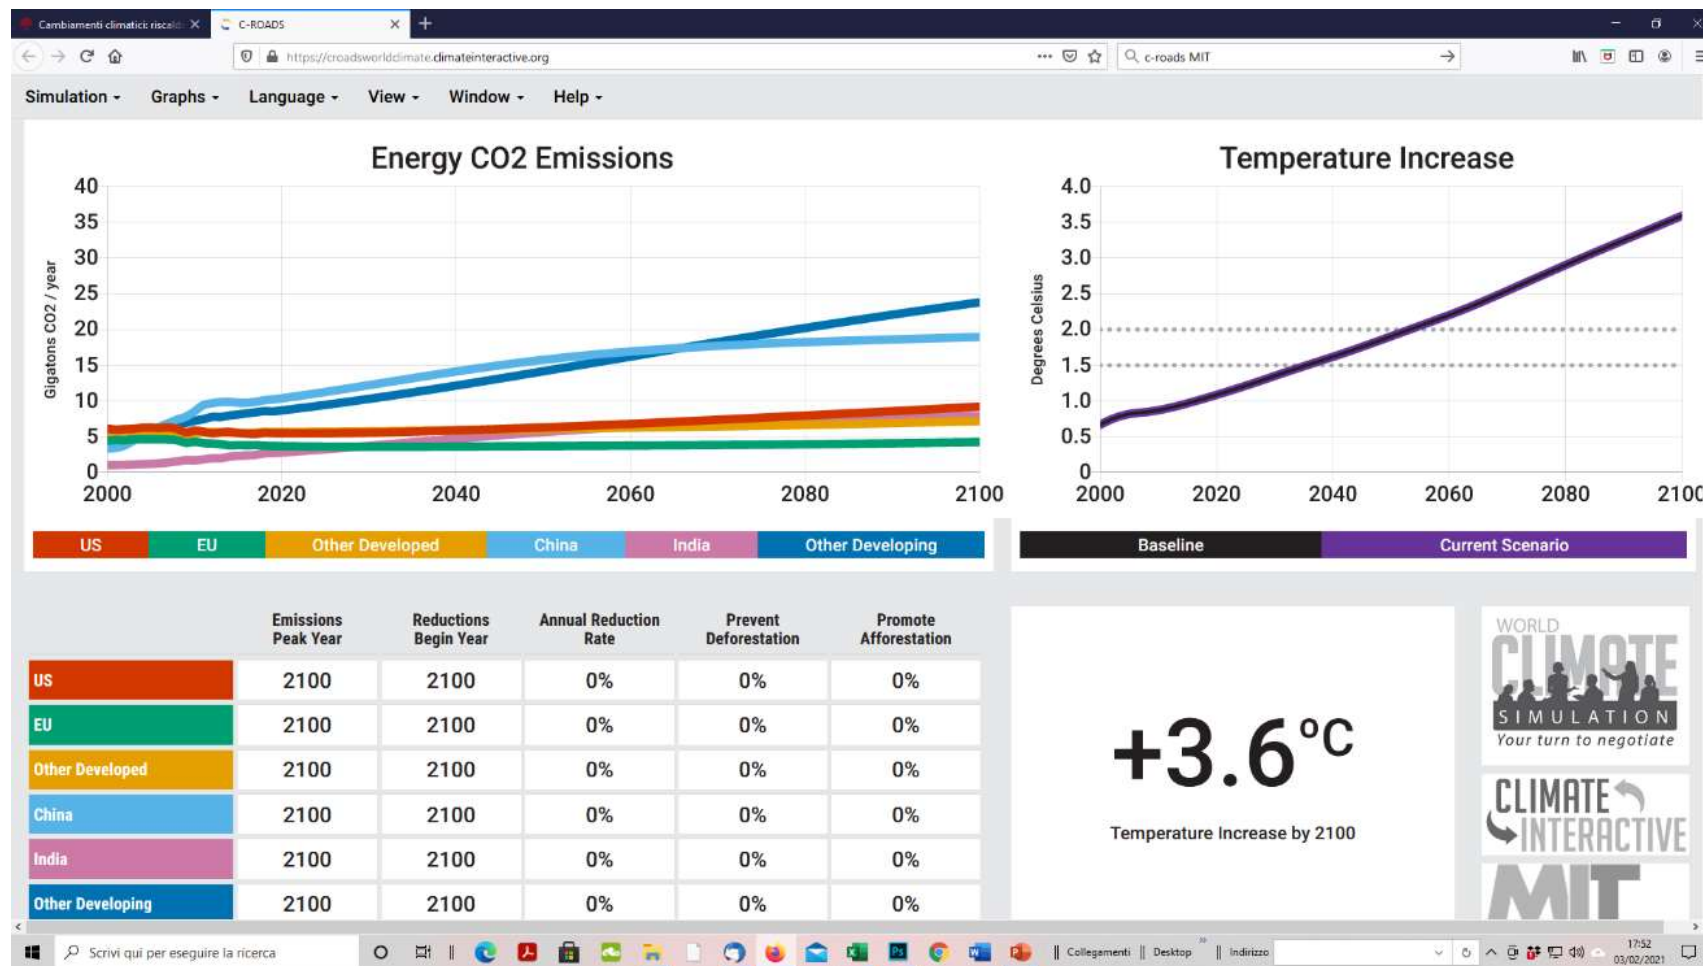 Cambiamenti climatici: riscald
C-ROADS
https://croadsworldclimate.climateinteractive.org
c-roads MIT
Simulation Graphs Language View Window Help
Energy CO2 Emissions
40
35
30
25
20
15
10
5
0
Gigatons CO2 / year
2000 2020 2040 2060 2080 2100
US EU Other Developed China India Other Developing
Temperature Increase
4.0
3.5
3.0
2.5
2.0
1.5
1.0
0.5
0
Degrees Celsius
2000 2020 2040 2060 2080 2100
Baseline Current Scenario
Emissions Peak Year Reductions Begin Year Annual Reduction Rate Prevent Deforestation Promote Afforestation
US 2100 2100 0% 0% 0%
EU 2100 2100 0% 0% 0%
Other Developed 2100 2100 0% 0% 0%
China 2100 2100 0% 0% 0%
India 2100 2100 0% 0% 0%
Other Developing 2100 2100 0% 0% 0%
+3.6°C
Temperature Increase by 2100
WORLD
CLIMATE
SIMULATION
Your turn to negotiate
CLIMATE
INTERACTIVE
MIT
Scrivi qui per eseguire la ricerca
Collegamenti Desktop Indirizzo
17:52
03/02/2021